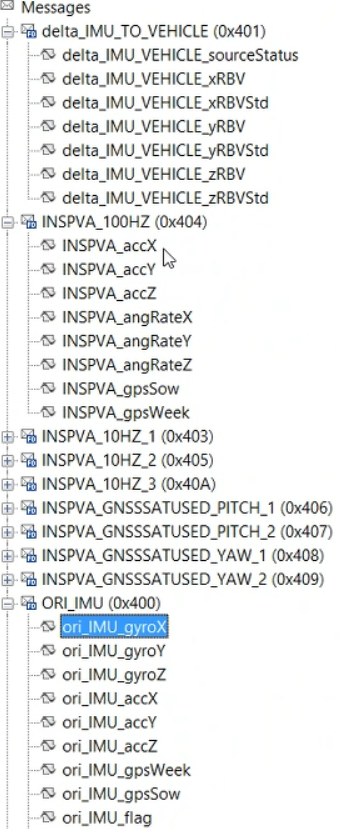 Messages
delta_IMU_TO_VEHICLE (0x401)
delta_IMU_VEHICLE_sourceStatus
delta_IMU_VEHICLE_xRBV
delta_IMU_VEHICLE_xRBVStd
delta_IMU_VEHICLE_yRBV
delta_IMU_VEHICLE_yRBVStd
delta_IMU_VEHICLE_zRBV
delta_IMU_VEHICLE_zRBVStd
INSPVA_100HZ (0x404)
INSPVA_accX
INSPVA_accY
INSPVA_accZ
INSPVA_angRateX
INSPVA_angRateY
INSPVA_angRateZ
INSPVA_gpsSow
INSPVA_gpsWeek
INSPVA_10HZ_1 (0x403)
INSPVA_10HZ_2 (0x405)
INSPVA_10HZ_3 (0x40A)
INSPVA_GNSSSATUSED_PITCH_1 (0x406)
INSPVA_GNSSSATUSED_PITCH_2 (0x407)
INSPVA_GNSSSATUSED_YAW_1 (0x408)
INSPVA_GNSSSATUSED_YAW_2 (0x409)
ORI_IMU (0x400)
ori_IMU_gyroX
ori_IMU_gyroY
ori_IMU_gyroZ
ori_IMU_accX
ori_IMU_accY
ori_IMU_accZ
ori_IMU_gpsWeek
ori_IMU_gpsSow
ori_IMU_flag